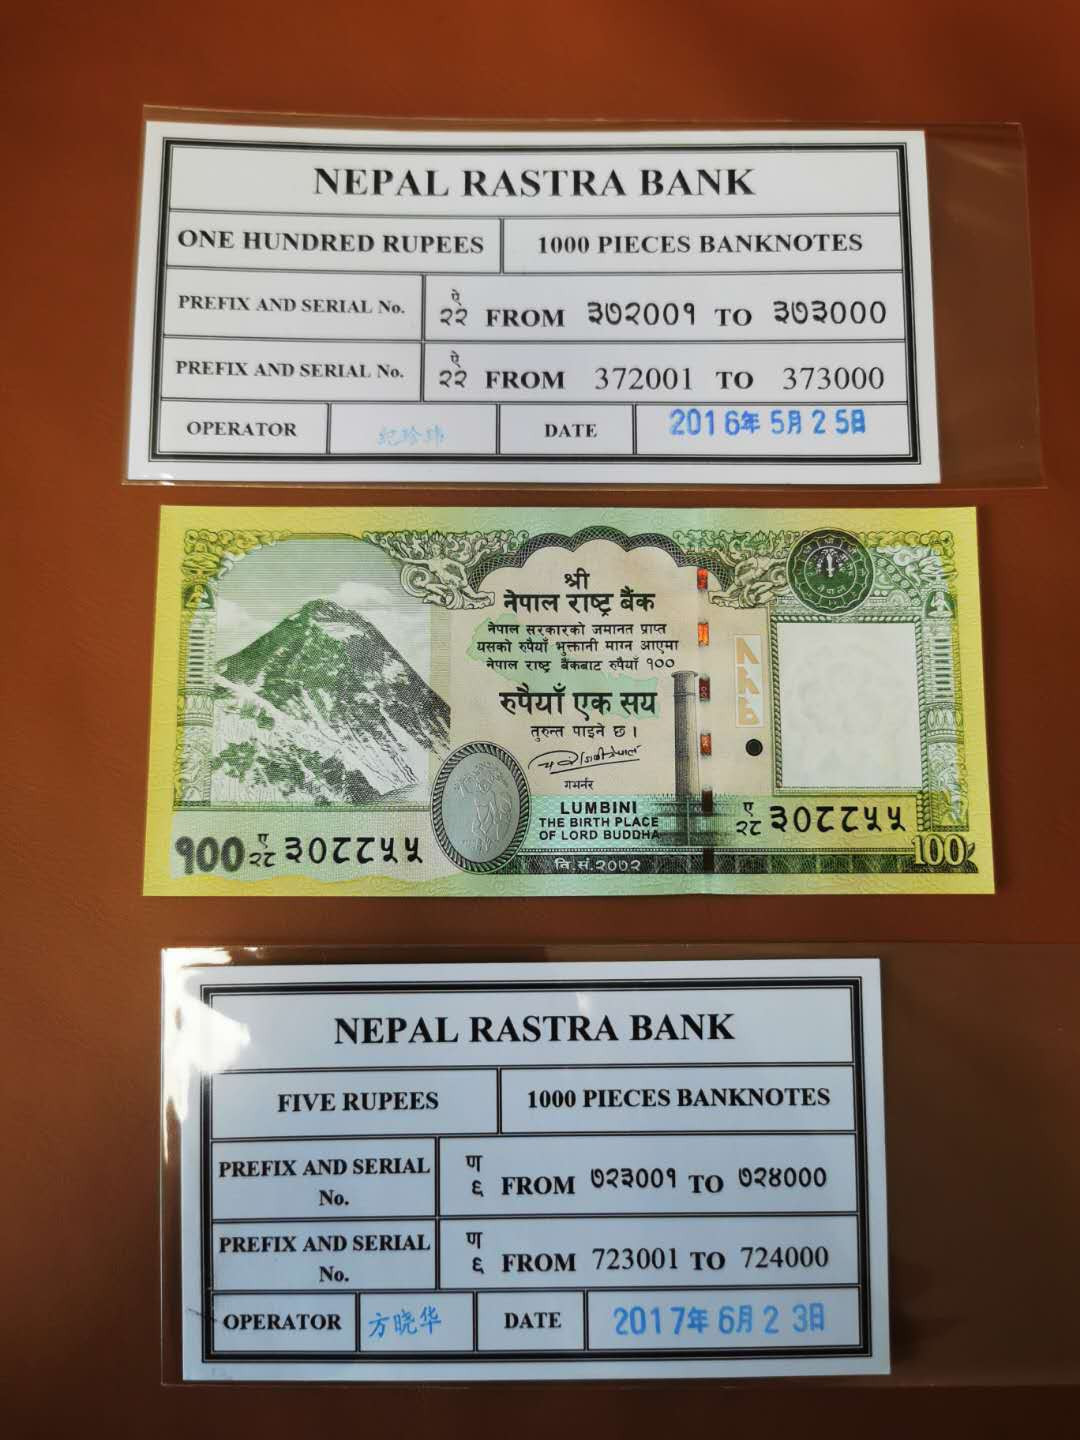 NEPAL RASTRA BANK
ONE HUNDRED RUPEES
1000 PIECES BANKNOTES
PREFIX AND SERIAL No.
ऐ
२२ FROM ३७२००१ TO ३७३०००
PREFIX AND SERIAL No.
ऐ
२२ FROM 372001 TO 373000
OPERATOR
纪玲玮
DATE
2016年5月25日
श्री
नेपाल राष्ट्र बैंक
नेपाल सरकारको जमानत प्राप्त
यसको रुपैयाँ भुक्तानी माग्न आएमा
नेपाल राष्ट्र बैंकबाट रुपैयाँ १००
रुपैयाँ एक सय
तुरुन्त पाइने छ।
गभर्नर
LUMBINI
THE BIRTH PLACE
OF LORD BUDDHA
वि.सं.२०७२
१००
ए
२८ ३०८८५५
ए
२८ ३०८८५५
100
NEPAL RASTRA BANK
FIVE RUPEES
1000 PIECES BANKNOTES
PREFIX AND SERIAL
No.
ण
६ FROM ७२३००१ TO ७२४०००
PREFIX AND SERIAL
No.
ण
६ FROM 723001 TO 724000
OPERATOR
方晓华
DATE
2017年6月23日